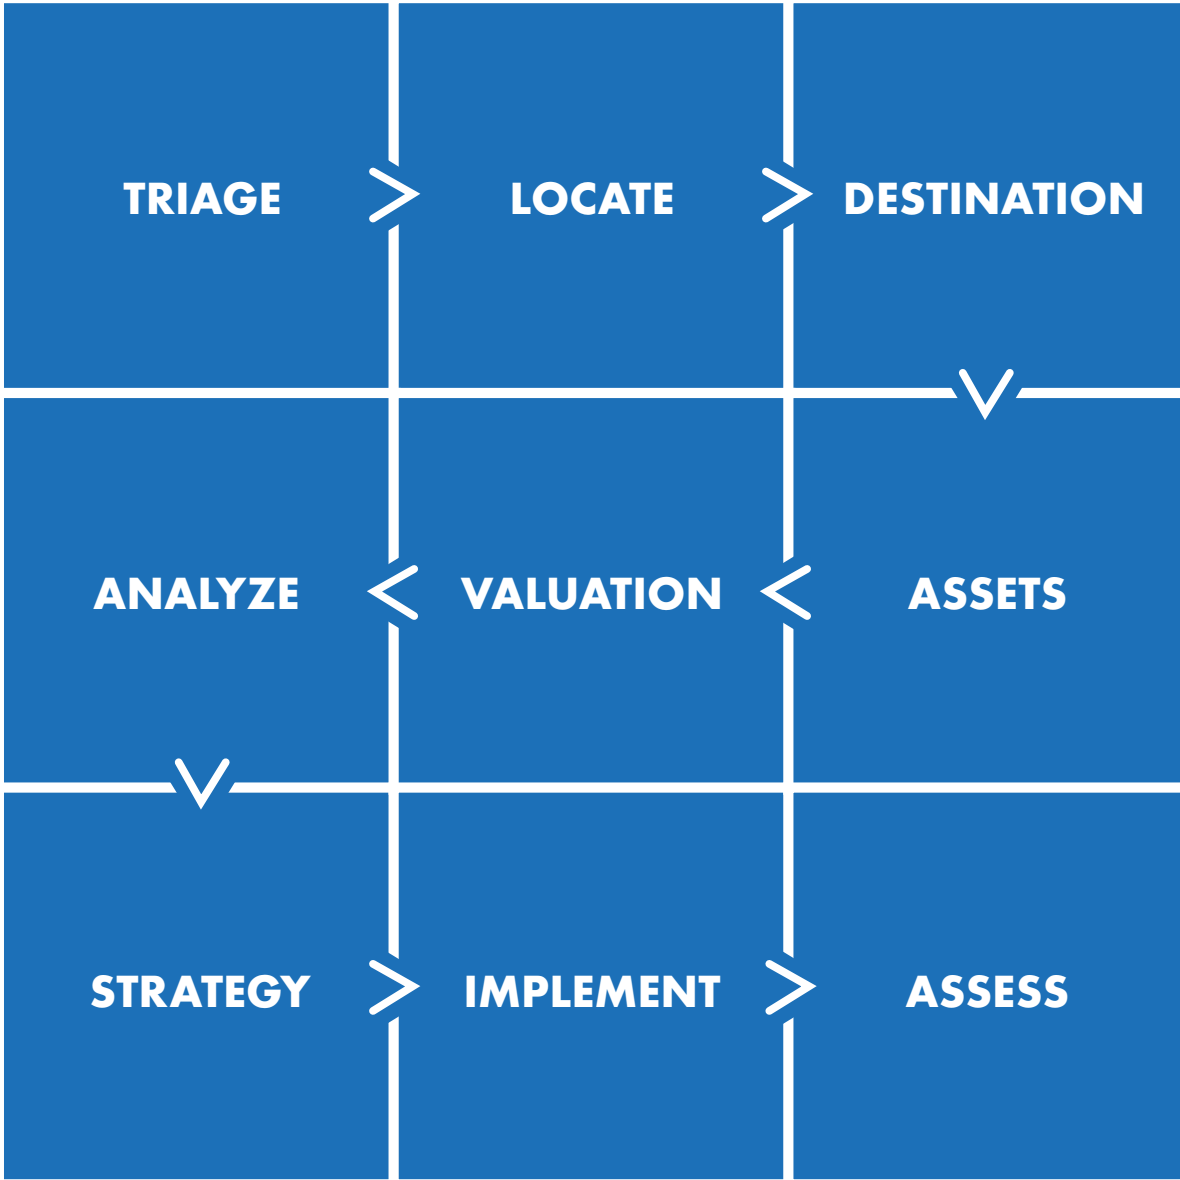 TRIAGE
LOCATE
DESTINATION
ASSETS
VALUATION
ANALYZE
STRATEGY
IMPLEMENT
ASSESS